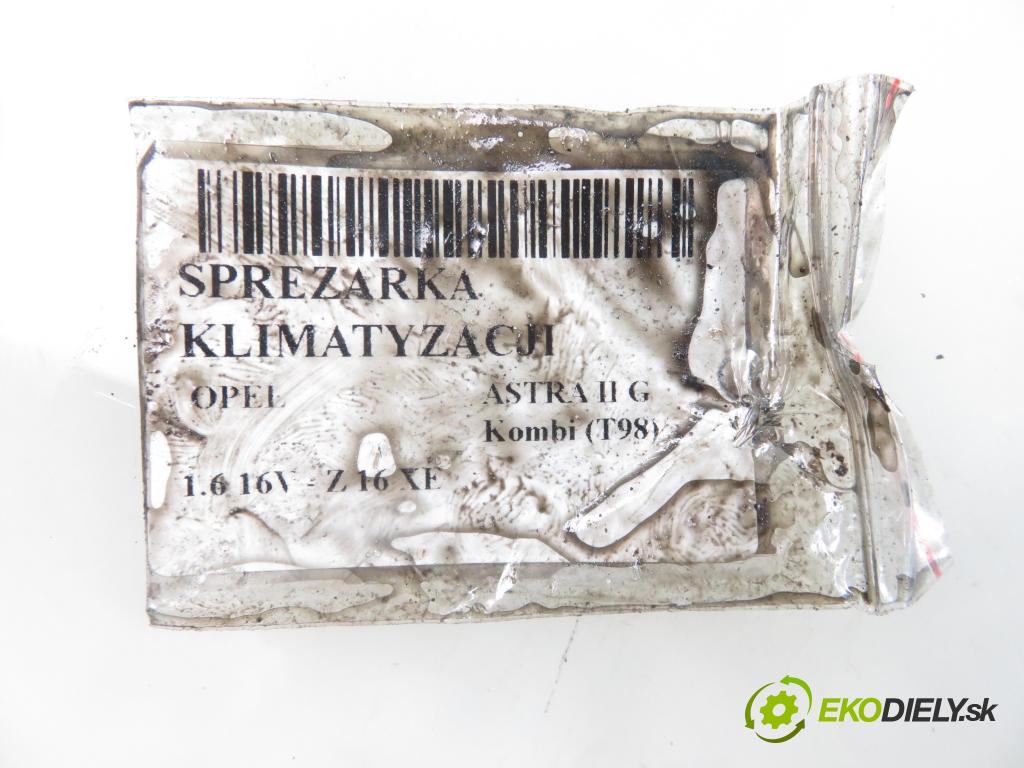 SPREZARKA
KLIMATYZACJI
OPEL ASTRA II G
Kombi (T98)
1.6 16V - Z 16 XE
EKODIELY.sk